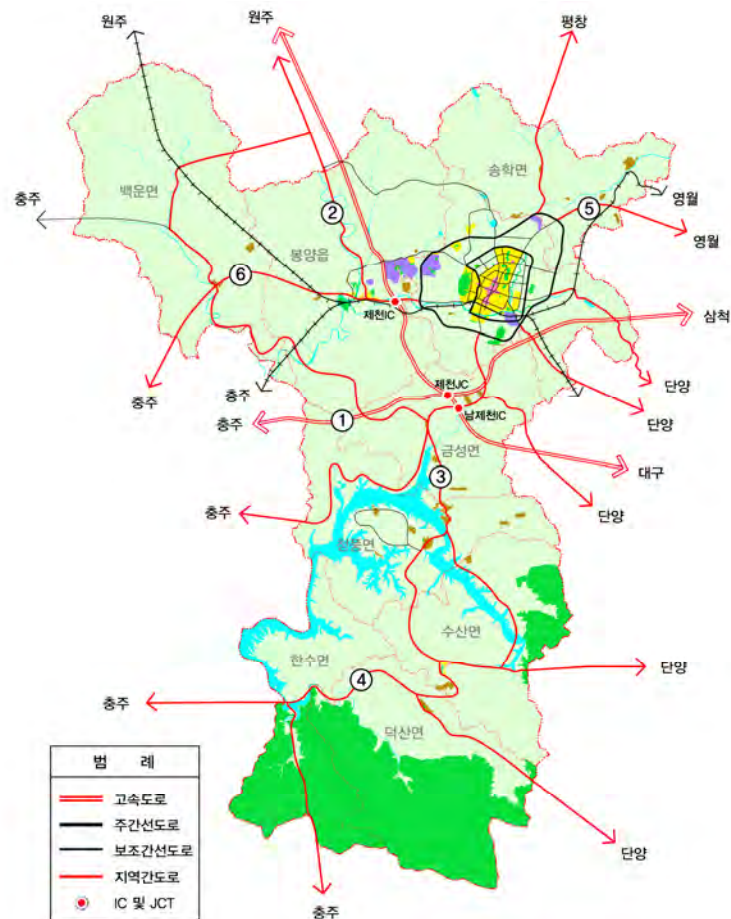 원주
원주
평창
송학면
백운면
충주
영월
②
⑤
영월
봉양읍
⑥
제천IC
삼척
충주
충주
제천JC
단양
①
남제천IC
단양
충주
금성면
대구
③
충주
단양
청풍면
수산면
한수면
④
단양
충주
덕산면
범 례
고속도로
주간선도로
보조간선도로
지역간도로
IC 및 JCT
단양
충주